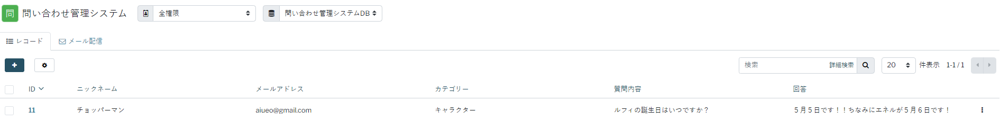 問 問い合わせ管理システム 全権限 問い合わせ管理システムDB
レコード メール配信
検索 詳細検索 20 件表示 1-1 / 1
ID ニックネーム メールアドレス カテゴリー 質問内容 回答
11 チョッパーマン aiueo@gmail.com キャラクター ルフィの誕生日はいつですか？ ５月５日です！！ちなみにエネルが５月６日です！